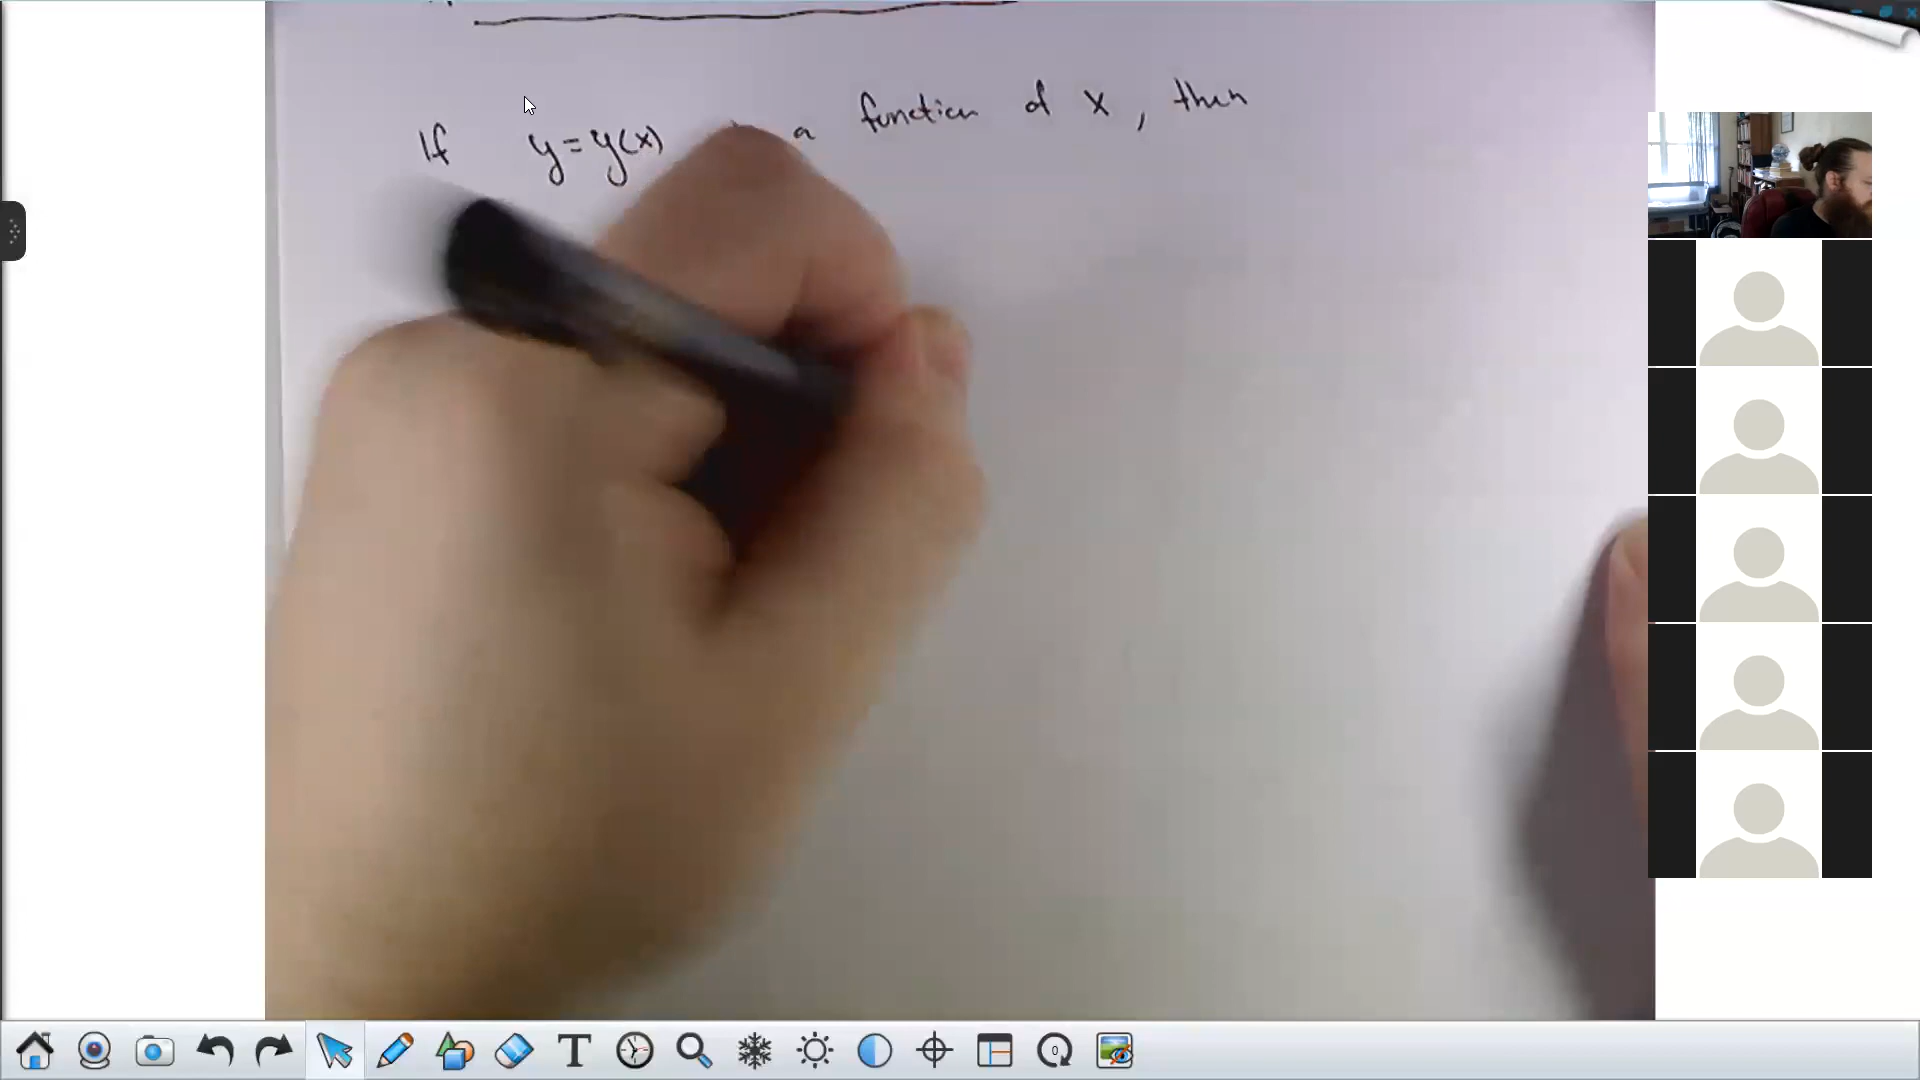 If y = y(x) a function of x, then